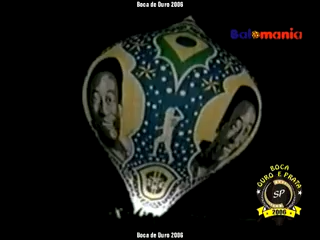 Boca de Ouro 2006
Balomania
BOCA
OURO E PRATA
SP
2006
Boca de Ouro 2006